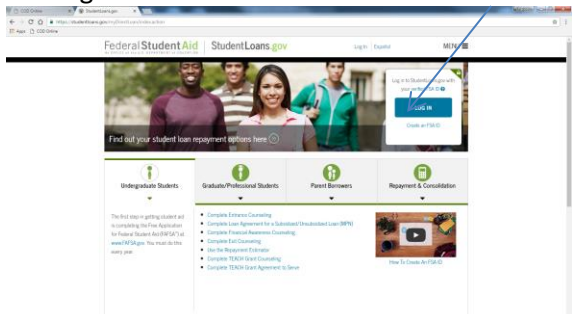 COD Online
StudentLoans.gov
https://studentloans.gov/myDirectLoan/index.action
Apps
COD Online
Federal Student Aid
StudentLoans.gov
Log In
Español
MENU
Log in to StudentLoans.gov with
your verified FSA ID
LOG IN
Create an FSA ID
Find out your student loan repayment options here
Undergraduate Students
Graduate/Professional Students
Parent Borrowers
Repayment & Consolidation
The first step in getting student aid
is completing the Free Application
for Federal Student Aid (FAFSA®) at
www.FAFSA.gov. You must do this
every year.
Complete Entrance Counseling
Complete Loan Agreement for a Subsidized/Unsubsidized Loan (MPN)
Complete Financial Awareness Counseling
Complete Exit Counseling
Use the Repayment Estimator
Complete TEACH Grant Counseling
Complete TEACH Grant Agreement to Serve
How To Create An FSA ID